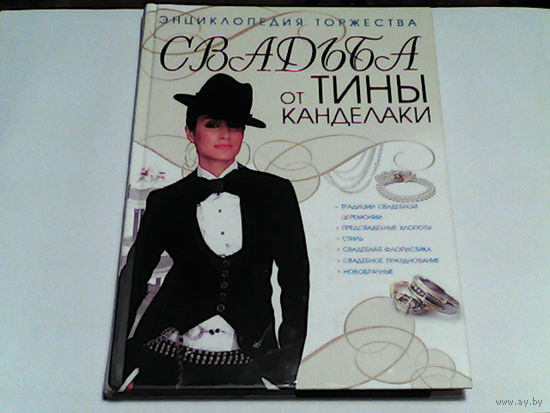 ЭНЦИКЛОПЕДИЯ ТОРЖЕСТВА
СВАДЬБА
ОТ ТИНЫ
КАНДЕЛАКИ
• ТРАДИЦИИ СВАДЕБНОЙ
ЦЕРЕМОНИИ
• ПРЕДСВАДЕБНЫЕ ХЛОПОТЫ
• СТИЛЬ
• СВАДЕБНАЯ ФЛОРИСТИКА
• СВАДЕБНОЕ ПРАЗДНОВАНИЕ
• НОВОБРАЧНЫЕ
www.ay.by